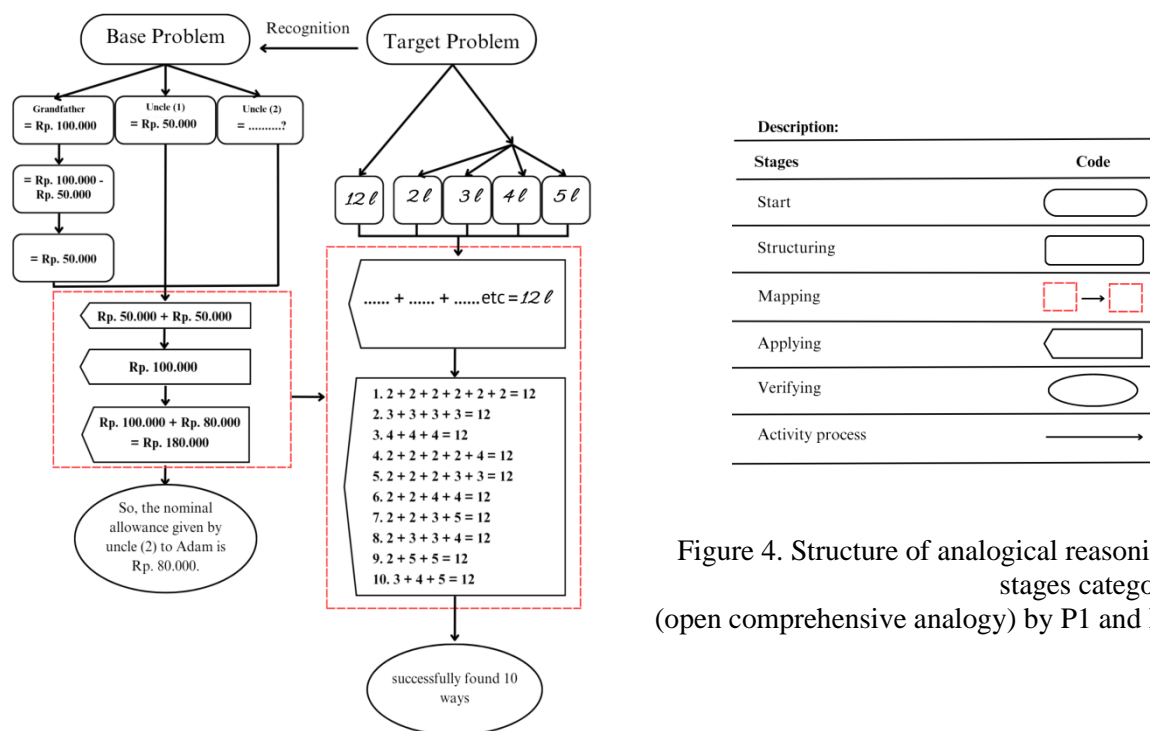 Base Problem
Recognition
Target Problem
Grandfather
= Rp. 100.000
Uncle (1)
= Rp. 50.000
Uncle (2)
= ..........?
= Rp. 100.000 -
Rp. 50.000
= Rp. 50.000
Rp. 50.000 + Rp. 50.000
Rp. 100.000
Rp. 100.000 + Rp. 80.000
= Rp. 180.000
So, the nominal
allowance given by
uncle (2) to Adam is
Rp. 80.000.
12 ℓ
2 ℓ
3 ℓ
4 ℓ
5 ℓ
...... + ...... + ...... etc = 12 ℓ
1. 2 + 2 + 2 + 2 + 2 + 2 = 12
2. 3 + 3 + 3 + 3 = 12
3. 4 + 4 + 4 = 12
4. 2 + 2 + 2 + 2 + 4 = 12
5. 2 + 2 + 2 + 3 + 3 = 12
6. 2 + 2 + 4 + 4 = 12
7. 2 + 2 + 3 + 5 = 12
8. 2 + 3 + 3 + 4 = 12
9. 2 + 5 + 5 = 12
10. 3 + 4 + 5 = 12
successfully found 10
ways
Description:
Stages Code
Start
Structuring
Mapping
Applying
Verifying
Activity process
Figure 4. Structure of analogical reasoni
stages catego
(open comprehensive analogy) by P1 and